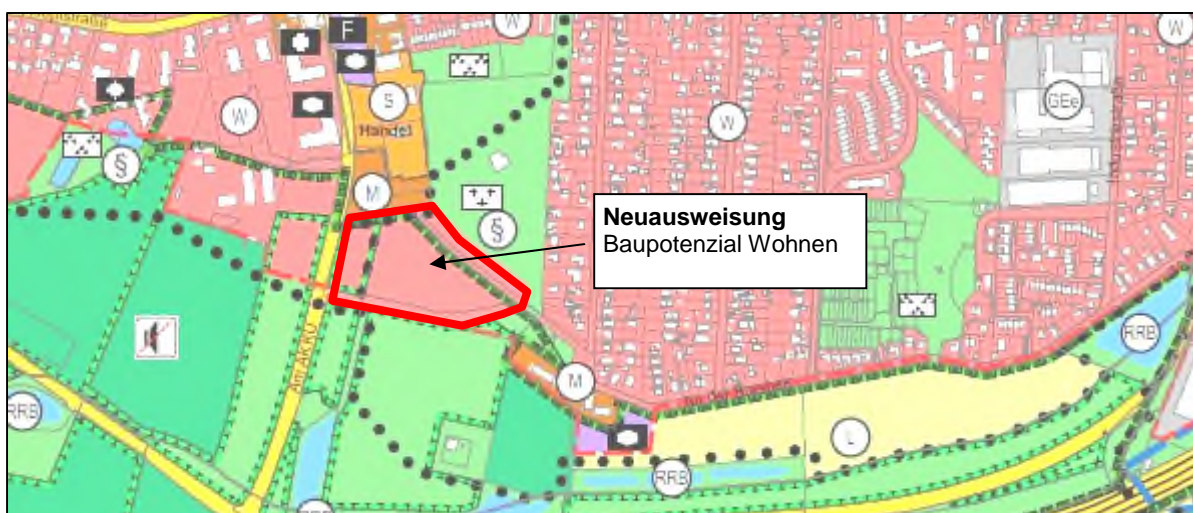 F
W
S
Handel
W
GEe
W
§
W
M
§
Neuausweisung
Baupotenzial Wohnen
RRB
Am AKKU
M
RRB
L
RRB